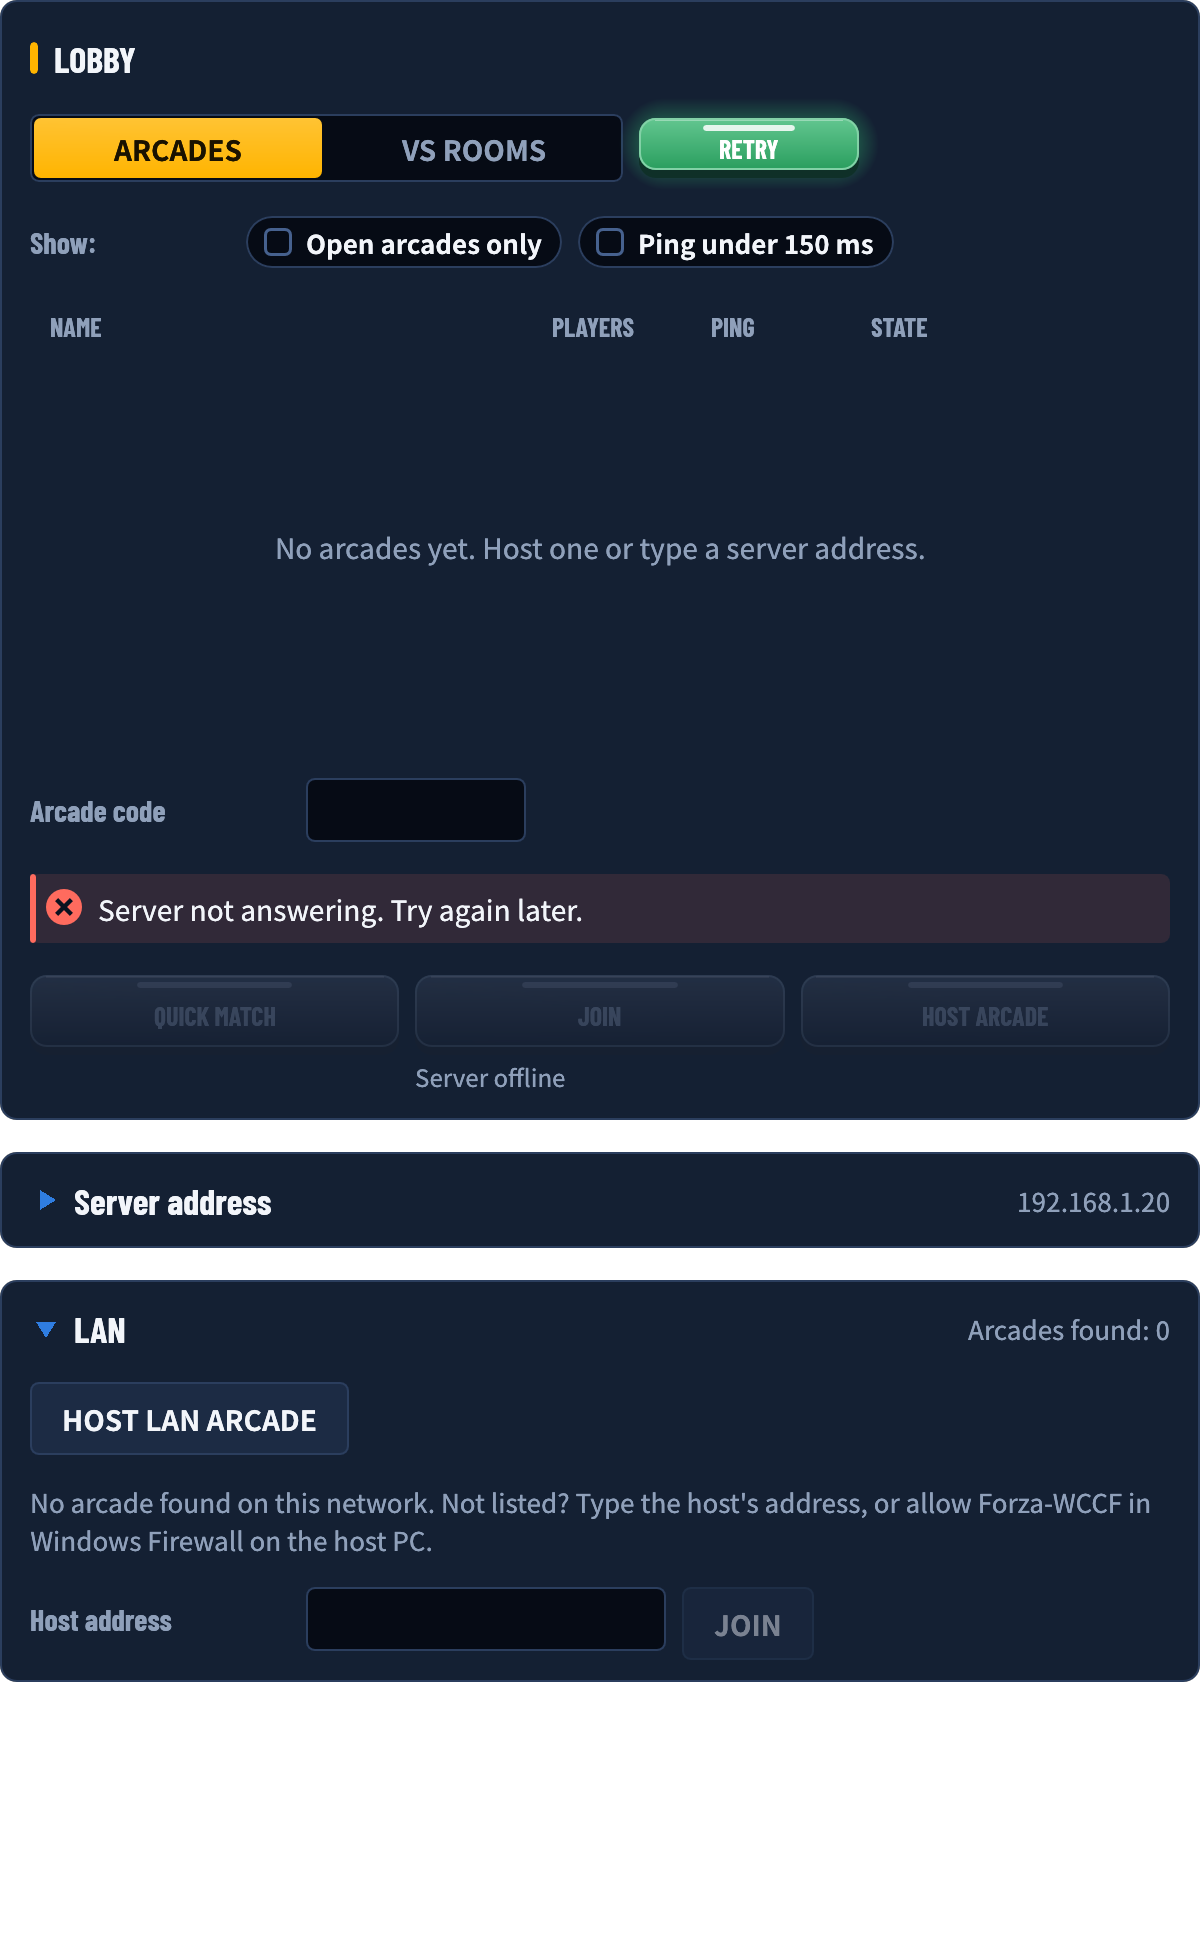 LOBBY
ARCADES
VS ROOMS
RETRY
Show:
Open arcades only
Ping under 150 ms
NAME
PLAYERS
PING
STATE
No arcades yet. Host one or type a server address.
Arcade code
Server not answering. Try again later.
QUICK MATCH
JOIN
HOST ARCADE
Server offline
Server address
192.168.1.20
LAN
Arcades found: 0
HOST LAN ARCADE
No arcade found on this network. Not listed? Type the host's address, or allow Forza-WCCF in
Windows Firewall on the host PC.
Host address
JOIN